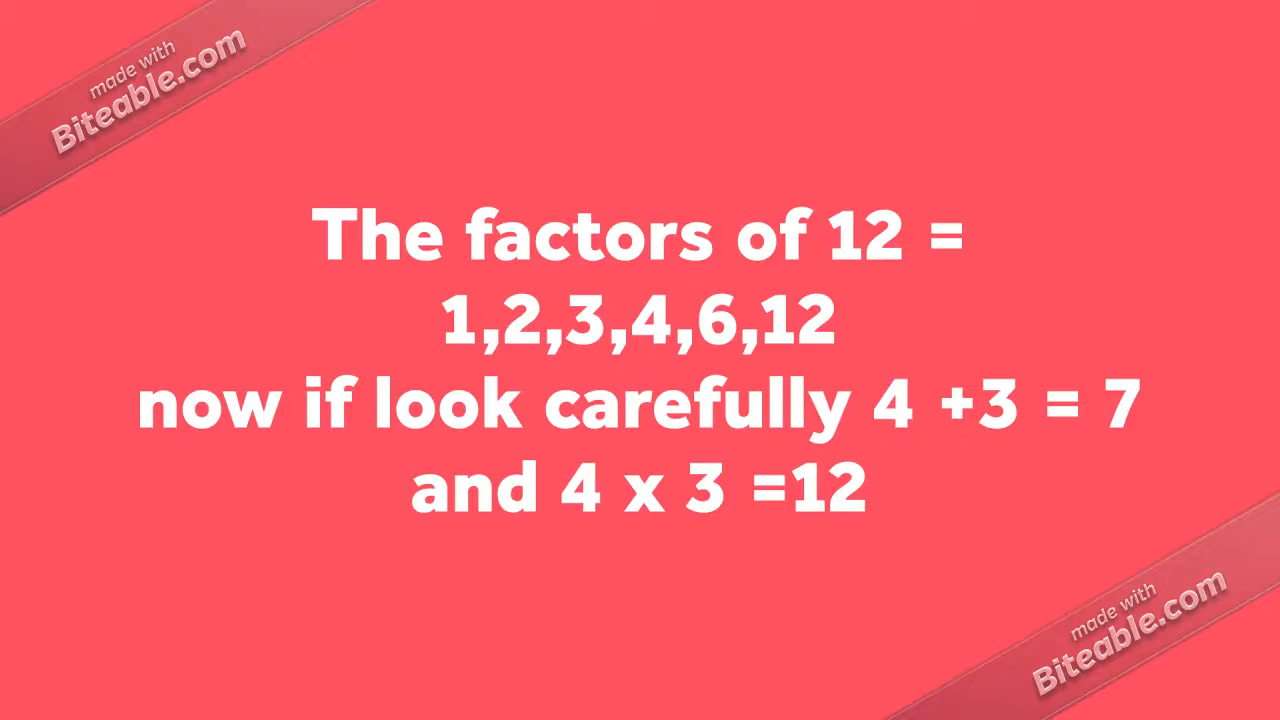 made with
Biteable.com
The factors of 12 =
1,2,3,4,6,12
now if look carefully 4 +3 = 7
and 4 x 3 =12
made with
Biteable.com